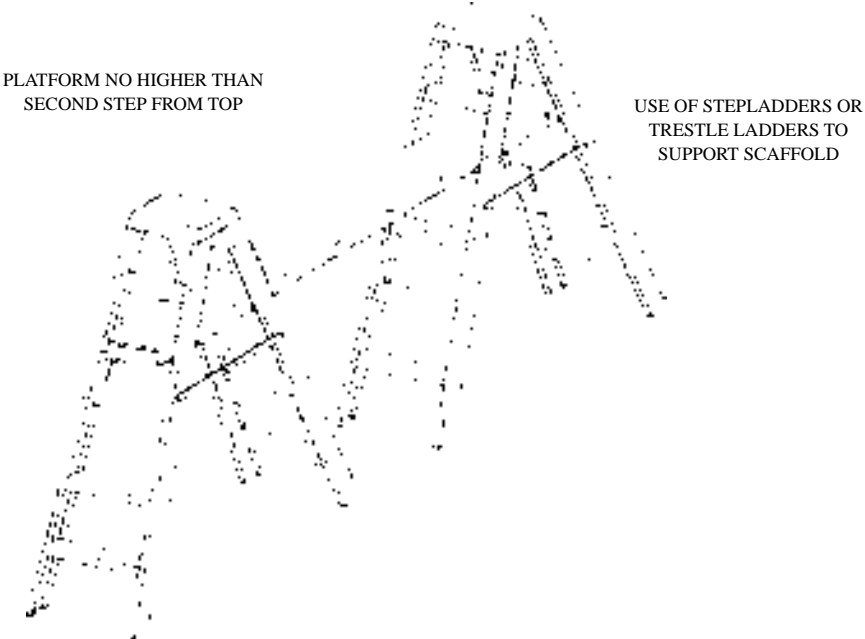 PLATFORM NO HIGHER THAN
SECOND STEP FROM TOP
USE OF STEPLADDERS OR
TRESTLE LADDERS TO
SUPPORT SCAFFOLD